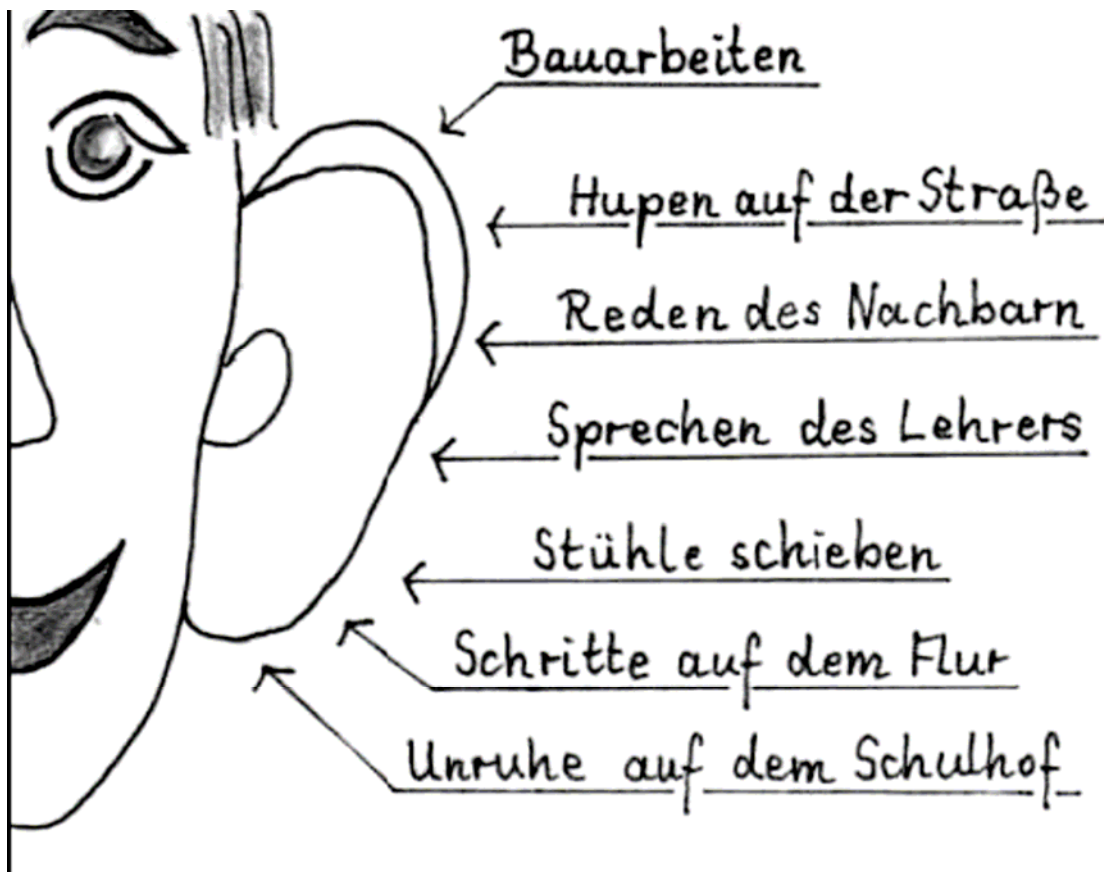 Bauarbeiten
Hupen auf der Straße
Reden des Nachbarn
Sprechen des Lehrers
Stühle schieben
Schritte auf dem Flur
Unruhe auf dem Schulhof